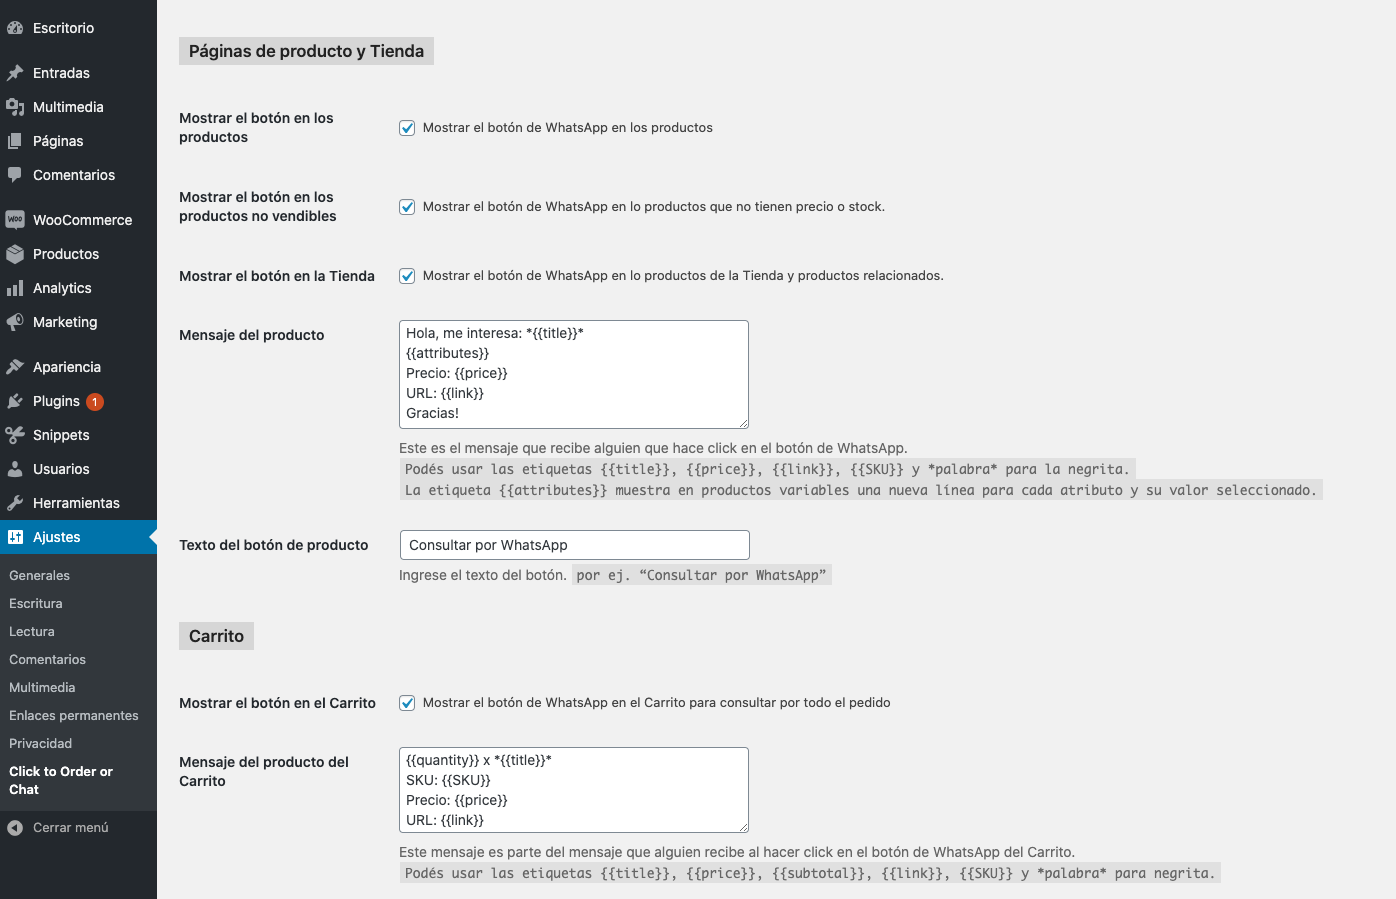 Escritorio
Entradas
Multimedia
Páginas
Comentarios
WOO WooCommerce
Productos
Analytics
Marketing
Apariencia
Plugins 1
Snippets
Usuarios
Herramientas
Ajustes
Generales
Escritura
Lectura
Comentarios
Multimedia
Enlaces permanentes
Privacidad
Click to Order or
Chat
Cerrar menú
Páginas de producto y Tienda
Mostrar el botón en los
productos
Mostrar el botón de WhatsApp en los productos
Mostrar el botón en los
productos no vendibles
Mostrar el botón de WhatsApp en lo productos que no tienen precio o stock.
Mostrar el botón en la Tienda
Mostrar el botón de WhatsApp en lo productos de la Tienda y productos relacionados.
Mensaje del producto
Hola, me interesa: *{{title}}*
{{attributes}}
Precio: {{price}}
URL: {{link}}
Gracias!
Este es el mensaje que recibe alguien que hace click en el botón de WhatsApp.
Podés usar las etiquetas {{title}}, {{price}}, {{link}}, {{SKU}} y *palabra* para la negrita.
La etiqueta {{attributes}} muestra en productos variables una nueva línea para cada atributo y su valor seleccionado.
Texto del botón de producto
Consultar por WhatsApp
Ingrese el texto del botón. por ej. “Consultar por WhatsApp”
Carrito
Mostrar el botón en el Carrito
Mostrar el botón de WhatsApp en el Carrito para consultar por todo el pedido
Mensaje del producto del
Carrito
{{quantity}} x *{{title}}*
SKU: {{SKU}}
Precio: {{price}}
URL: {{link}}
Este mensaje es parte del mensaje que alguien recibe al hacer click en el botón de WhatsApp del Carrito.
Podés usar las etiquetas {{title}}, {{price}}, {{subtotal}}, {{link}}, {{SKU}} y *palabra* para negrita.